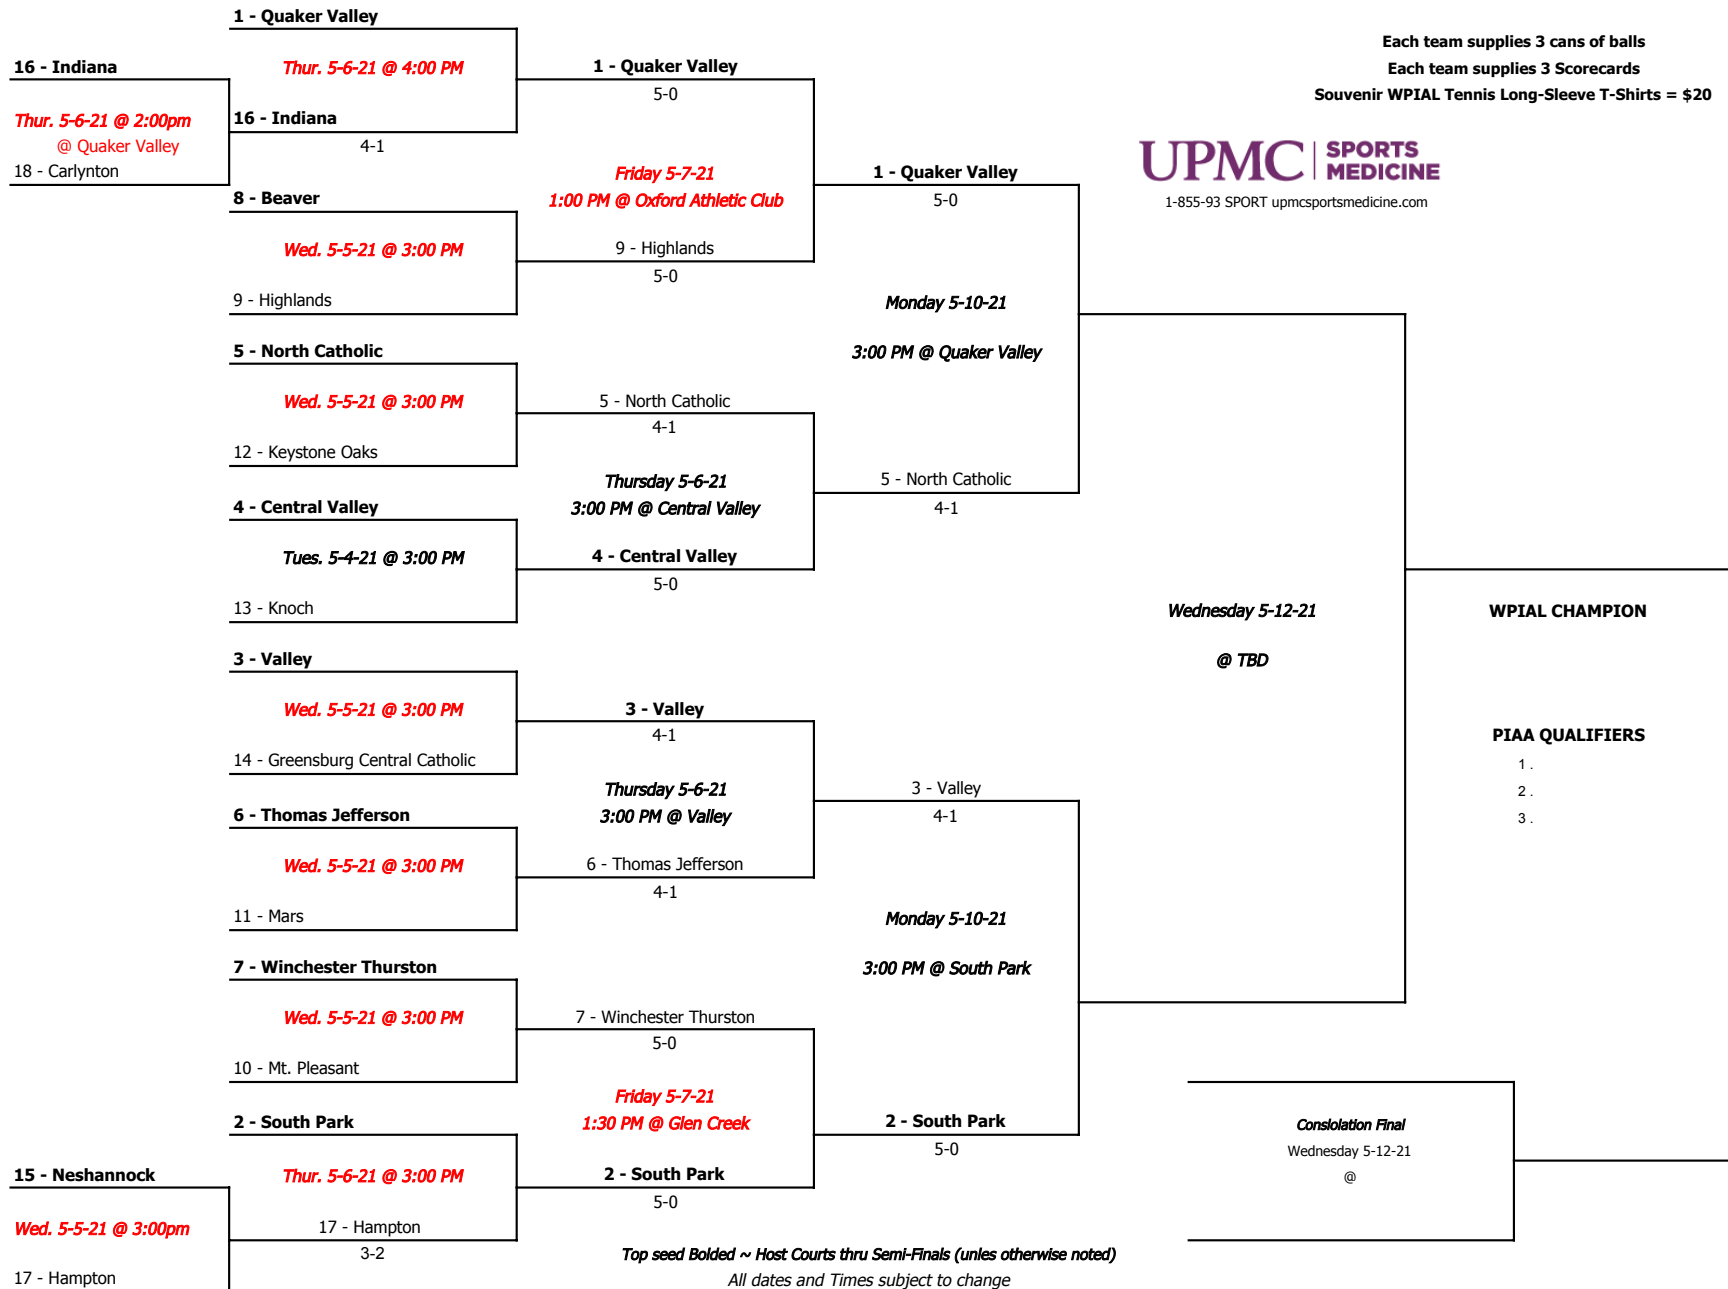 1 - Quaker Valley
Each team supplies 3 cans of balls
16 - Indiana
Thur. 5-6-21 @ 4:00 PM
1 - Quaker Valley
Each team supplies 3 Scorecards
5-0
Souvenir WPIAL Tennis Long-Sleeve T-Shirts = $20
Thur. 5-6-21 @ 2:00pm
16 - Indiana
@ Quaker Valley
4-1
18 - Carlynton
UPMC | SPORTS MEDICINE
Friday 5-7-21
1 - Quaker Valley
8 - Beaver
1:00 PM @ Oxford Athletic Club
5-0
1-855-93 SPORT upmcsportsmedicine.com
Wed. 5-5-21 @ 3:00 PM
9 - Highlands
5-0
9 - Highlands
Monday 5-10-21
5 - North Catholic
3:00 PM @ Quaker Valley
Wed. 5-5-21 @ 3:00 PM
5 - North Catholic
4-1
12 - Keystone Oaks
Thursday 5-6-21
5 - North Catholic
4 - Central Valley
3:00 PM @ Central Valley
4-1
Tues. 5-4-21 @ 3:00 PM
4 - Central Valley
5-0
13 - Knoch
Wednesday 5-12-21
WPIAL CHAMPION
3 - Valley
@ TBD
Wed. 5-5-21 @ 3:00 PM
3 - Valley
4-1
PIAA QUALIFIERS
14 - Greensburg Central Catholic
1 .
Thursday 5-6-21
3 - Valley
2 .
6 - Thomas Jefferson
3:00 PM @ Valley
4-1
3 .
Wed. 5-5-21 @ 3:00 PM
6 - Thomas Jefferson
4-1
11 - Mars
Monday 5-10-21
7 - Winchester Thurston
3:00 PM @ South Park
Wed. 5-5-21 @ 3:00 PM
7 - Winchester Thurston
5-0
10 - Mt. Pleasant
Friday 5-7-21
2 - South Park
1:30 PM @ Glen Creek
2 - South Park
Consiolation Final
5-0
Wednesday 5-12-21
15 - Neshannock
Thur. 5-6-21 @ 3:00 PM
2 - South Park
@
5-0
Wed. 5-5-21 @ 3:00pm
17 - Hampton
3-2
Top seed Bolded ~ Host Courts thru Semi-Finals (unles otherwise noted)
17 - Hampton
All dates and Times subject to change